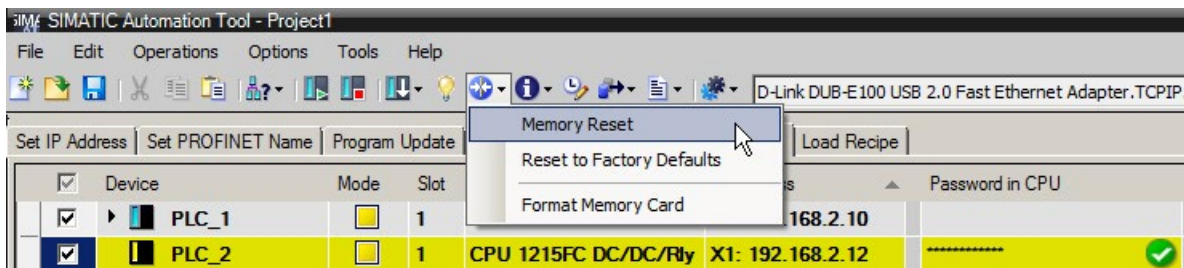 SIMATIC Automation Tool - Project1
File Edit Operations Options Tools Help
D-Link DUB-E100 USB 2.0 Fast Ethernet Adapter.TCPIP
Set IP Address Set PROFINET Name Program Update Load Recipe
Memory Reset
Reset to Factory Defaults
Format Memory Card
Device Mode Slot Password in CPU
PLC_1 1 .168.2.10
PLC_2 1 CPU 1215FC DC/DC/Rly X1: 192.168.2.12 ************